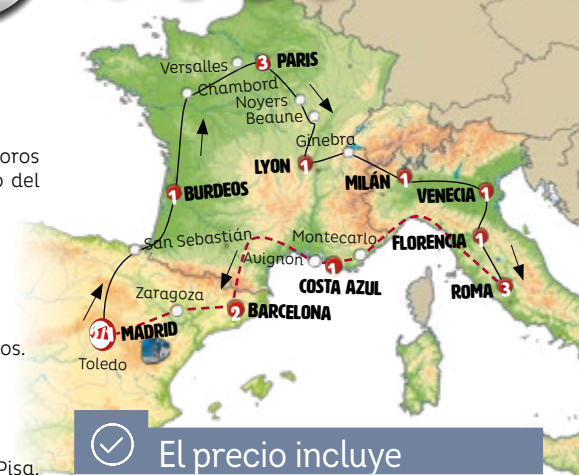 PARIS
3
Versalles
Chambord
Noyers
Beaune
Ginebra
oros
LYON
1
MILÁN
1
o del
BURDEOS
1
VENECIA
1
San Sebastián
Montecarlo
FLORENCIA
1
Avignon
1
COSTA AZUL
ROMA
3
Zaragoza
BARCELONA
2
MADRID
os.
Toledo
El precio incluye
Pisa.